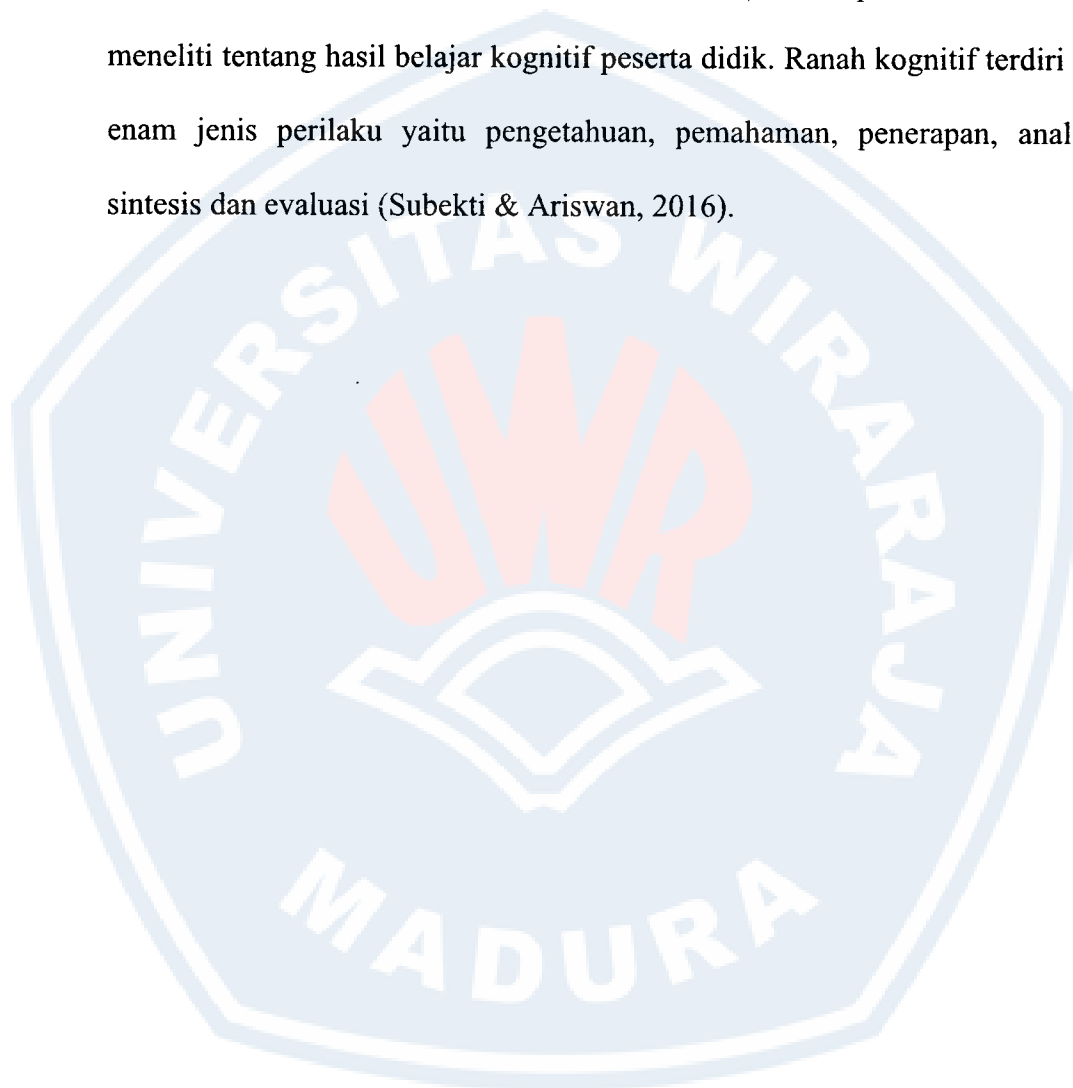 meneliti tentang hasil belajar kognitif peserta didik. Ranah kognitif terdiri
enam jenis perilaku yaitu pengetahuan, pemahaman, penerapan, anal
sintesis dan evaluasi (Subekti & Ariswan, 2016).
UNIVERSITAS WIRARAJA
UWR
MADURA